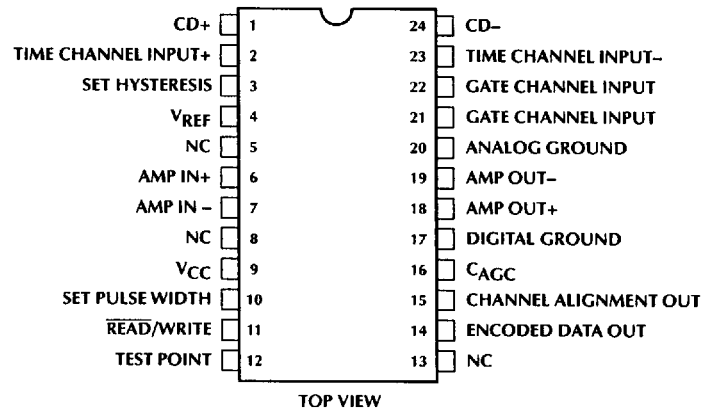 CD+ 1 24 CD–
TIME CHANNEL INPUT+ 2 23 TIME CHANNEL INPUT–
SET HYSTERESIS 3 22 GATE CHANNEL INPUT
VREF 4 21 GATE CHANNEL INPUT
NC 5 20 ANALOG GROUND
AMP IN+ 6 19 AMP OUT–
AMP IN – 7 18 AMP OUT+
NC 8 17 DIGITAL GROUND
VCC 9 16 CAGC
SET PULSE WIDTH 10 15 CHANNEL ALIGNMENT OUT
READ/WRITE 11 14 ENCODED DATA OUT
TEST POINT 12 13 NC
TOP VIEW